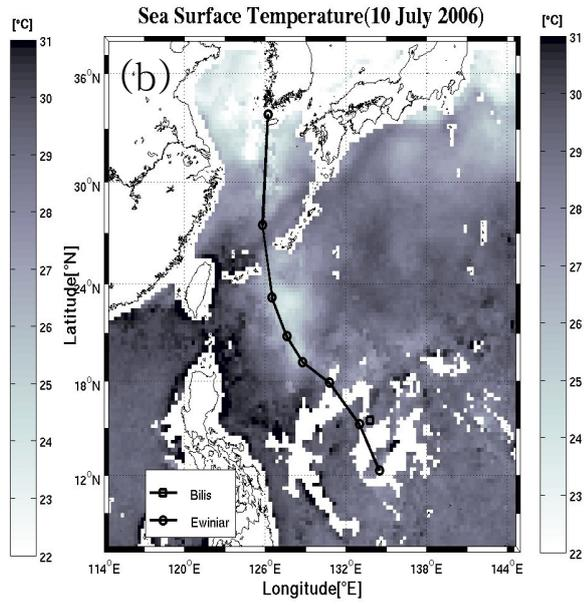 Sea Surface Temperature(10 July 2006)
[°C]
[°C]
31
30
29
28
27
26
25
24
23
22
31
30
29
28
27
26
25
24
23
22
(b)
36°N
30°N
24°N
18°N
12°N
Latitude[°N]
Bilis
Ewiniar
114°E 120°E 126°E 132°E 138°E 144°E
Longitude[°E]